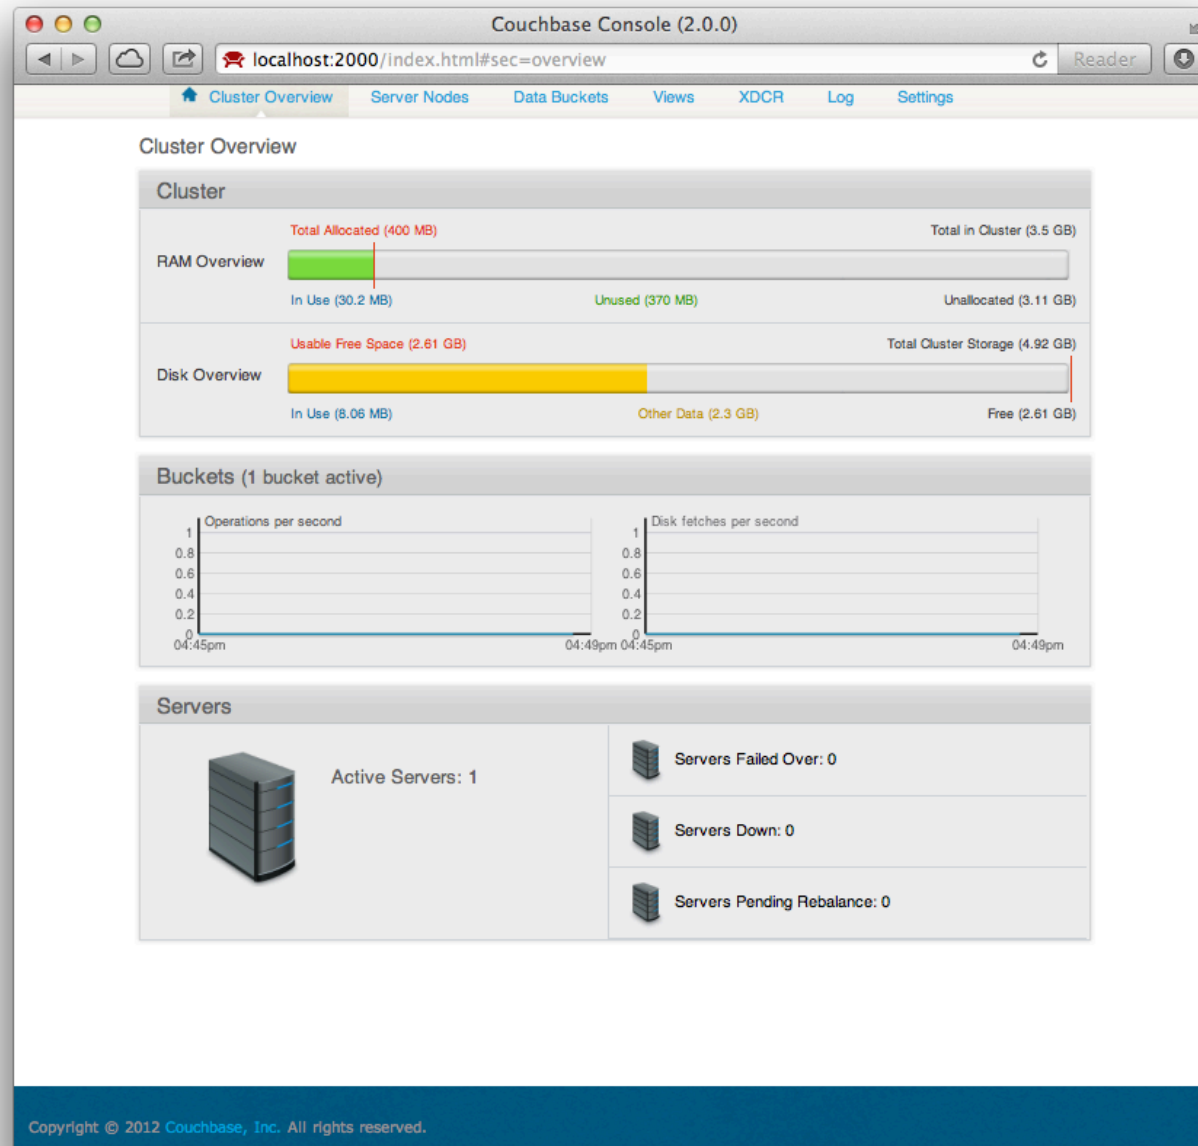 Couchbase Console (2.0.0)
localhost:2000/index.html#sec=overview
Reader
Cluster Overview Server Nodes Data Buckets Views XDCR Log Settings
Cluster Overview
Cluster
Total Allocated (400 MB) Total in Cluster (3.5 GB)
RAM Overview
In Use (30.2 MB) Unused (370 MB) Unallocated (3.11 GB)
Usable Free Space (2.61 GB) Total Cluster Storage (4.92 GB)
Disk Overview
In Use (8.06 MB) Other Data (2.3 GB) Free (2.61 GB)
Buckets (1 bucket active)
Operations per second
1
0.8
0.6
0.4
0.2
0
04:45pm 04:49pm
Disk fetches per second
1
0.8
0.6
0.4
0.2
0
04:45pm 04:49pm
Servers
Active Servers: 1
Servers Failed Over: 0
Servers Down: 0
Servers Pending Rebalance: 0
Copyright © 2012 Couchbase, Inc. All rights reserved.